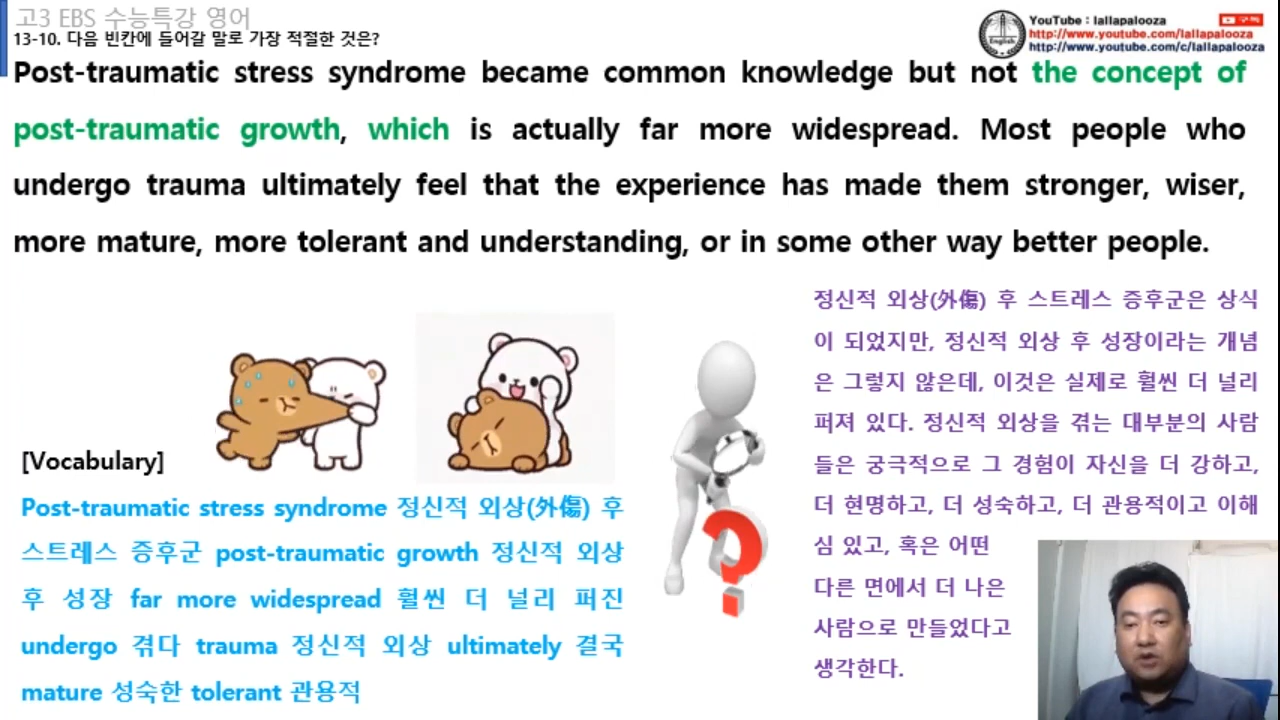 고3 EBS 수능특강 영어
13-10. 다음 빈칸에 들어갈 말로 가장 적절한 것은?
YouTube : lallapalooza
구독
http://www.youtube.com/lallapalooza
http://www.youtube.com/c/lallapalooza
English
Post-traumatic stress syndrome became common knowledge but not the concept of
post-traumatic growth, which is actually far more widespread. Most people who
undergo trauma ultimately feel that the experience has made them stronger, wiser,
more mature, more tolerant and understanding, or in some other way better people.
[Vocabulary]
Post-traumatic stress syndrome 정신적 외상(外傷) 후
스트레스 증후군 post-traumatic growth 정신적 외상
후 성장 far more widespread 훨씬 더 널리 퍼진
undergo 겪다 trauma 정신적 외상 ultimately 결국
mature 성숙한 tolerant 관용적
정신적 외상(外傷) 후 스트레스 증후군은 상식
이 되었지만, 정신적 외상 후 성장이라는 개념
은 그렇지 않은데, 이것은 실제로 훨씬 더 널리
퍼져 있다. 정신적 외상을 겪는 대부분의 사람
들은 궁극적으로 그 경험이 자신을 더 강하고,
더 현명하고, 더 성숙하고, 더 관용적이고 이해
심 있고, 혹은 어떤
다른 면에서 더 나은
사람으로 만들었다고
생각한다.